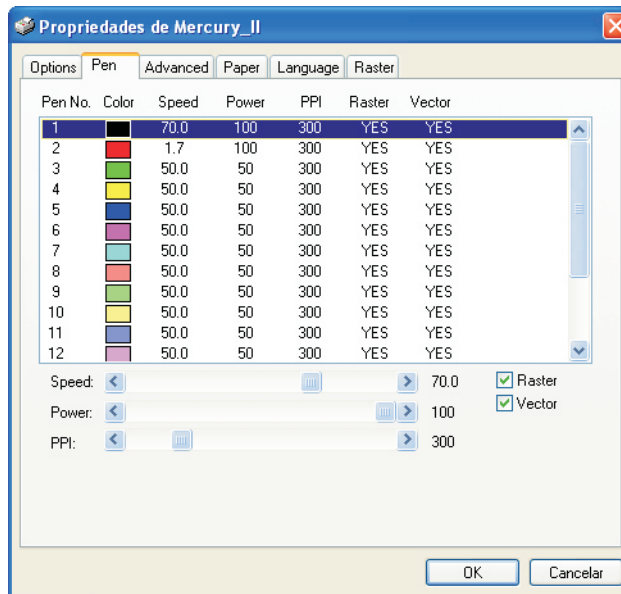 Propriedades de Mercury_II
Options Pen Advanced Paper Language Raster
Pen No. Color Speed Power PPI Raster Vector
1 70.0 100 300 YES YES
2 1.7 100 300 YES YES
3 50.0 50 300 YES YES
4 50.0 50 300 YES YES
5 50.0 50 300 YES YES
6 50.0 50 300 YES YES
7 50.0 50 300 YES YES
8 50.0 50 300 YES YES
9 50.0 50 300 YES YES
10 50.0 50 300 YES YES
11 50.0 50 300 YES YES
12 50.0 50 300 YES YES
Speed: 70.0 Raster
Power: 100 Vector
PPI: 300
OK Cancelar